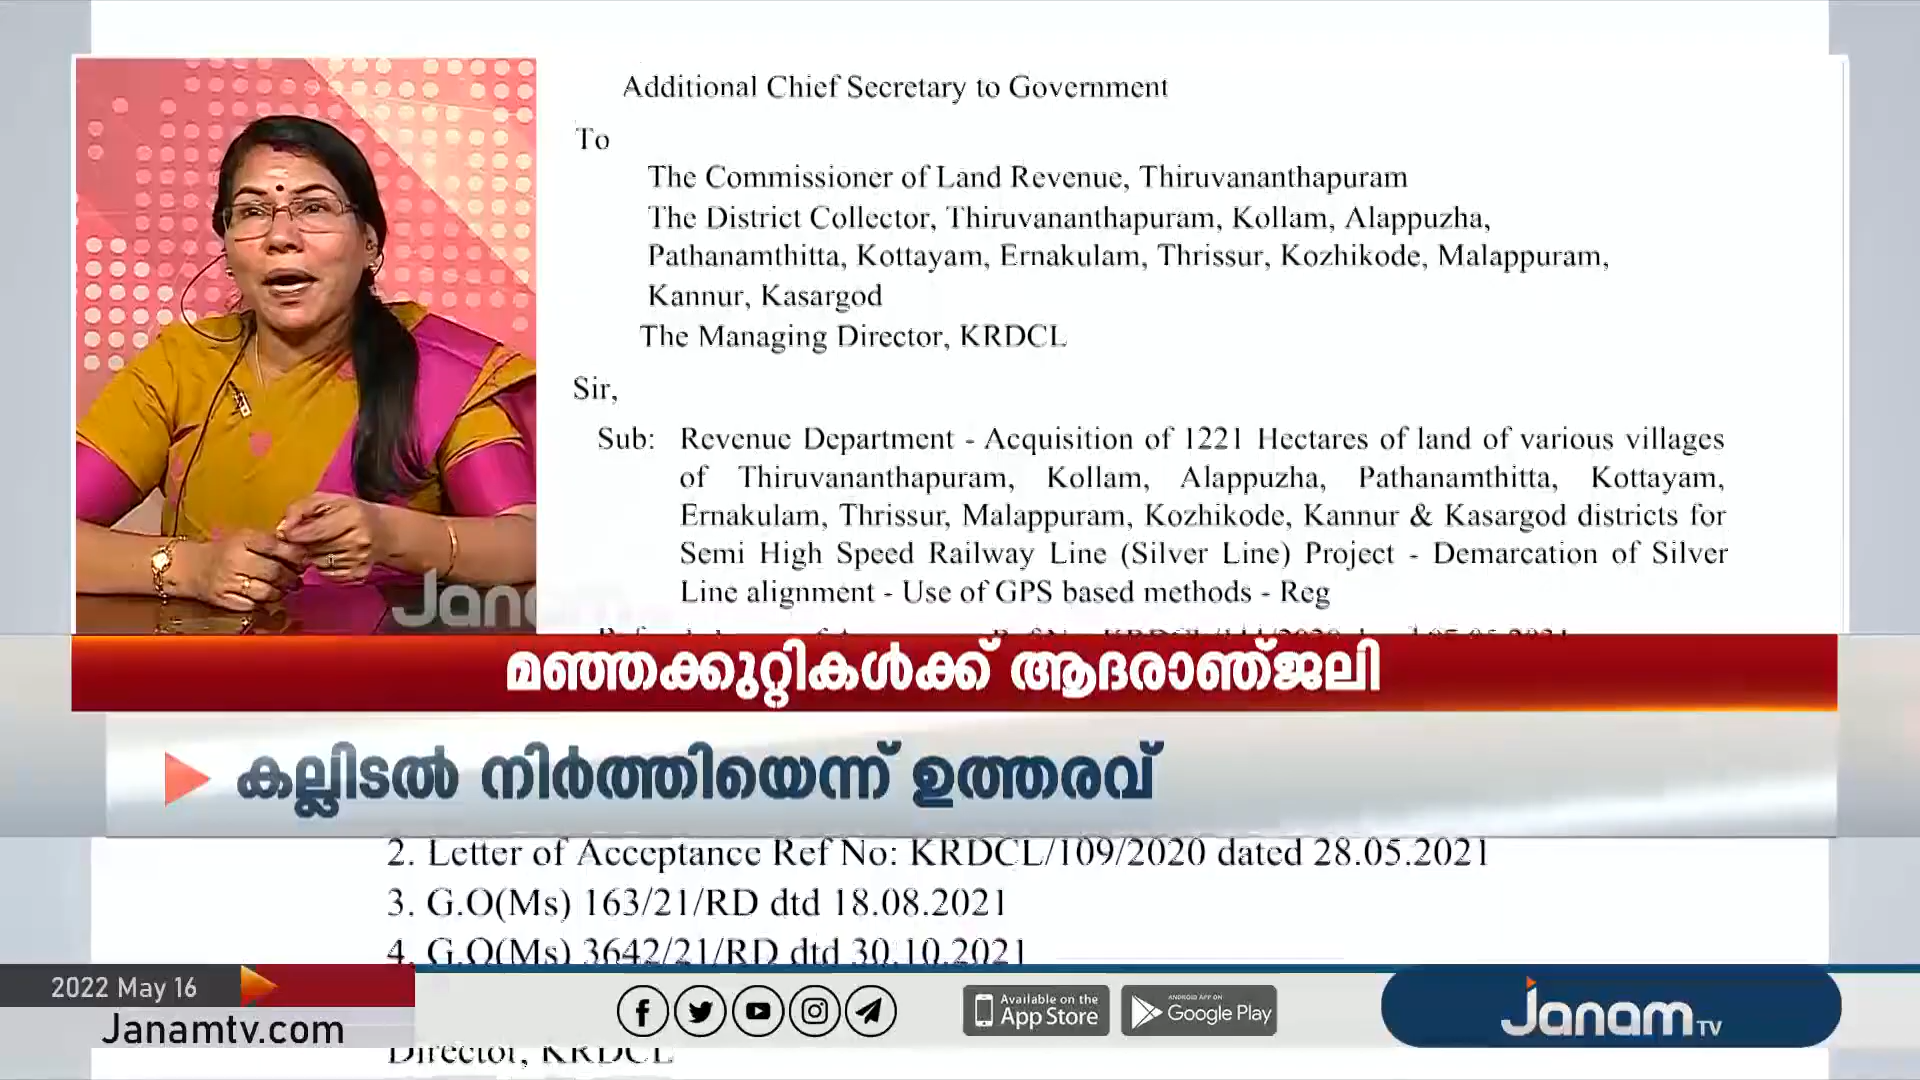 Additional Chief Secretary to Government
To
The Commissioner of Land Revenue, Thiruvananthapuram
The District Collector, Thiruvananthapuram, Kollam, Alappuzha,
Pathanamthitta, Kottayam, Ernakulam, Thrissur, Kozhikode, Malappuram,
Kannur, Kasargod
The Managing Director, KRDCL
Sir,
Sub: Revenue Department - Acquisition of 1221 Hectares of land of various villages
of Thiruvananthapuram, Kollam, Alappuzha, Pathanamthitta, Kottayam,
Ernakulam, Thrissur, Malappuram, Kozhikode, Kannur & Kasargod districts for
Semi High Speed Railway Line (Silver Line) Project - Demarcation of Silver
Line alignment - Use of GPS based methods - Reg
Janam
മഞ്ഞക്കുറ്റികൾക്ക് ആദരാഞ്ജലി
കല്ലിടൽ നിർത്തിയെന്ന് ഉത്തരവ്
2. Letter of Acceptance Ref No: KRDCL/109/2020 dated 28.05.2021
3. G.O(Ms) 163/21/RD dtd 18.08.2021
4. G.O(Ms) 3642/21/RD dtd 30.10.2021
2022 May 16
Janamtv.com
Available on the
App Store
ANDROID APP ON
Google Play
Janam TV
Director, KRDCL